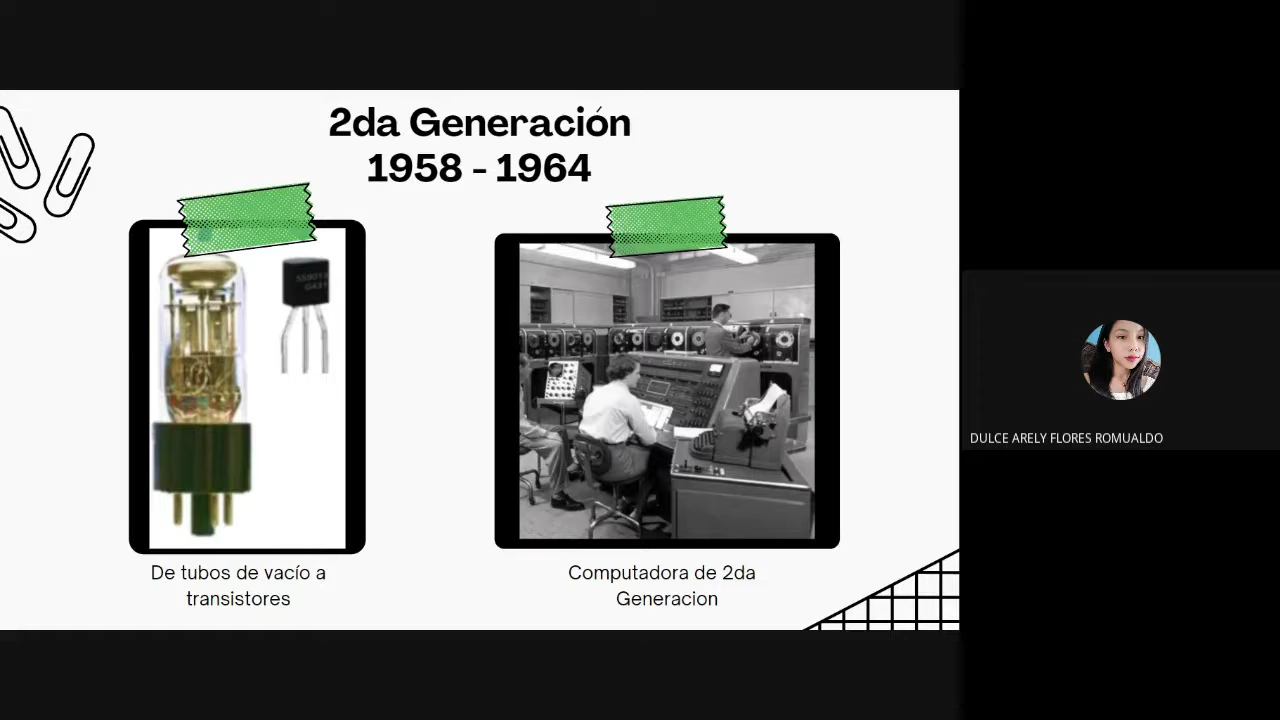 2da Generación
1958 - 1964
De tubos de vacío a
transistores
Computadora de 2da
Generacion
DULCE ARELY FLORES ROMUALDO